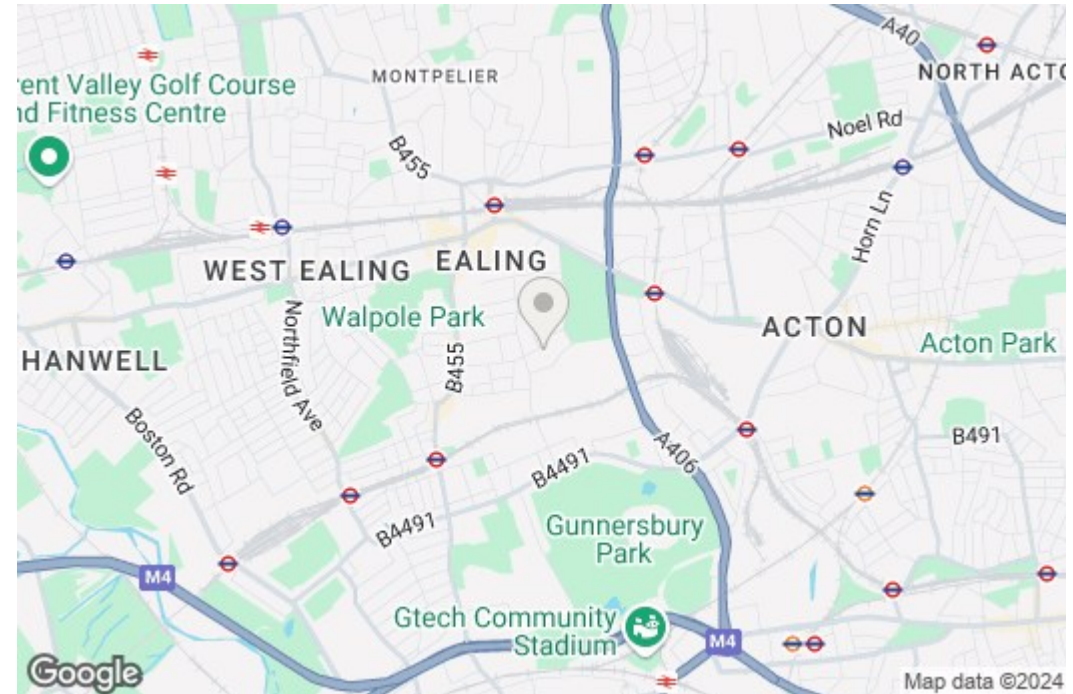 A40
MONTPELIER
NORTH ACTO
rent Valley Golf Course
nd Fitness Centre
Noel Rd
B455
Horn Ln
WEST EALING
EALING
Walpole Park
ACTON
Acton Park
Northfield Ave
HANWELL
B455
Boston Rd
B491
A406
B4491
B4491
Gunnersbury
Park
M4
Gtech Community
Stadium
M4
Google
Map data ©2024